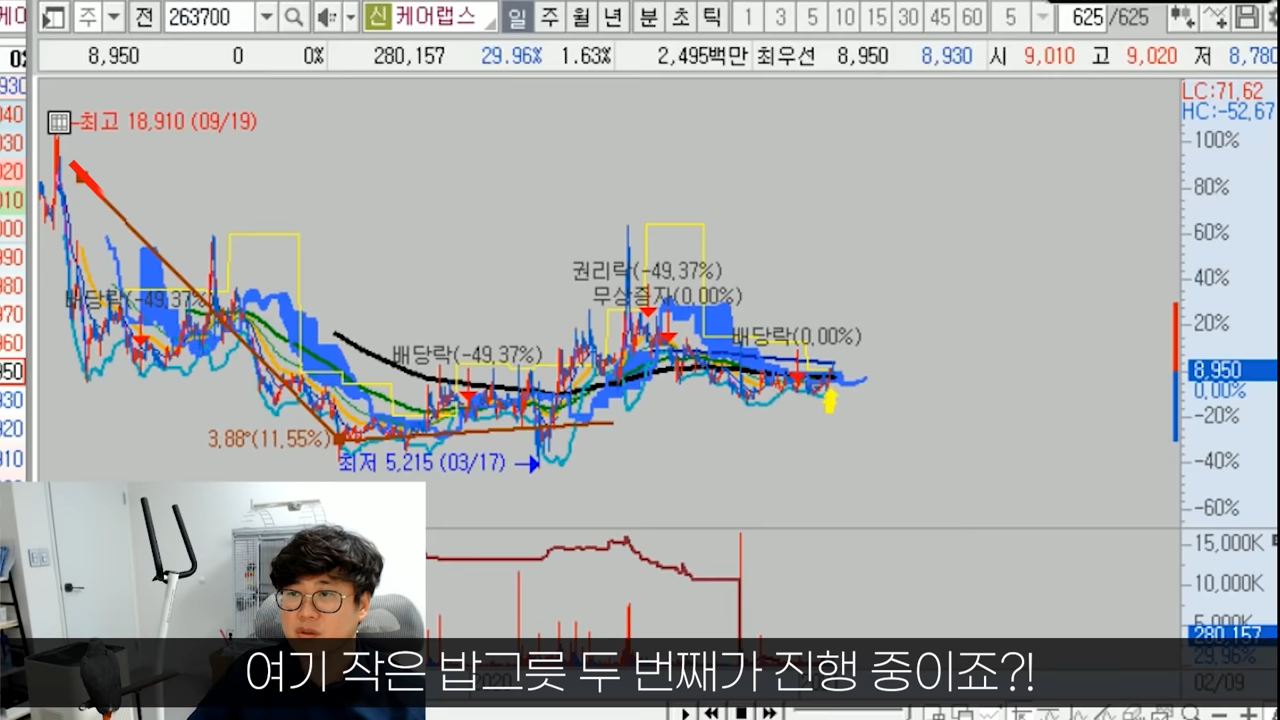 주 전 263700 신 케어랩스 일 주 월 년 분 초 틱 1 3 5 10 15 30 45 60 5 625 /625
8,950 0 0% 280,157 29.96% 1.63% 2,495백만 최우선 8,950 8,930 시 9,010 고 9,020 저 8,780
LC:71,62
HC:-52,67
최고 18,910 (09/19)
100%
80%
60%
권리락(-49,37%)
40%
무상증자(0,00%)
배당락(-49,37%)
20%
배당락(0,00%)
배당락(-49,37%)
8,950
0,00%
-20%
3,88°(11,55%)
최저 5,215 (03/17)
-40%
-60%
15,000K
10,000K
5,000K
280,157
29,96%
여기 작은 밥그릇 두 번째가 진행 중이죠?!
2020
02/09